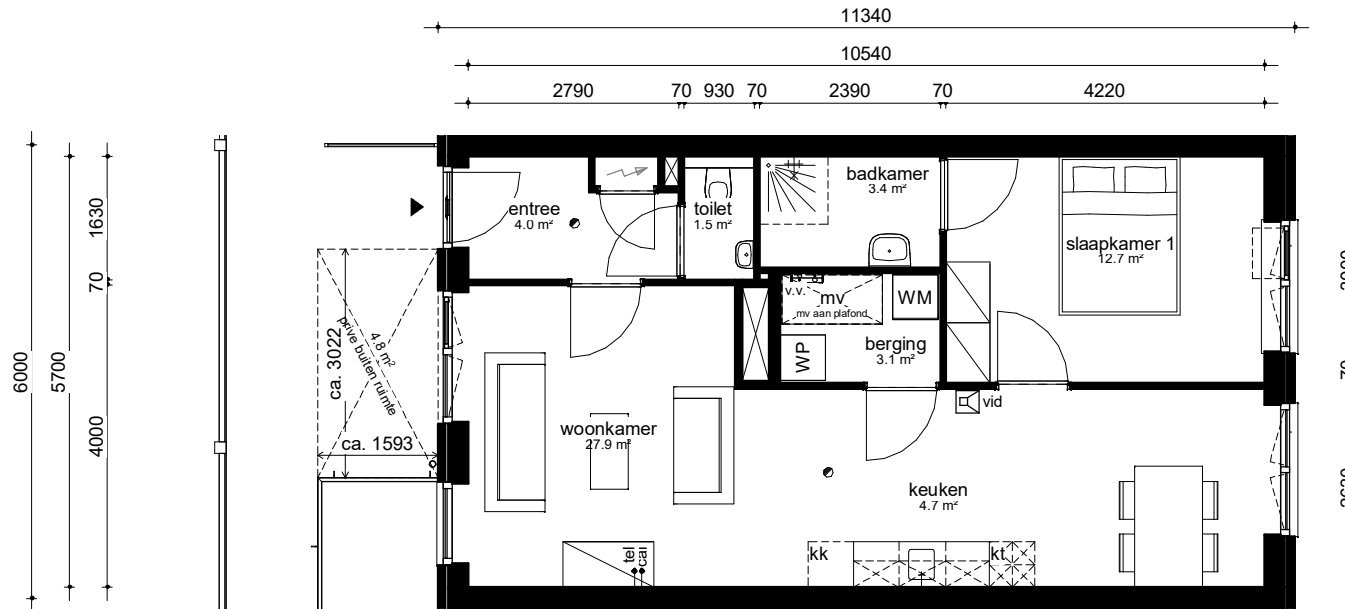 11340
10540
2790 70 930 70 2390 70 4220
6000
5700
1630
70
4000
entree
4.0 m²
toilet
1.5 m²
badkamer
3.4 m²
slaapkamer 1
12.7 m²
v.v.
mv
mv aan plafond
WM
WP
berging
3.1 m²
4.8 m²
prive buiten ruimte
ca. 3022
ca. 1593
woonkamer
27.9 m²
vid
keuken
4.7 m²
tel
cai
kk
kt